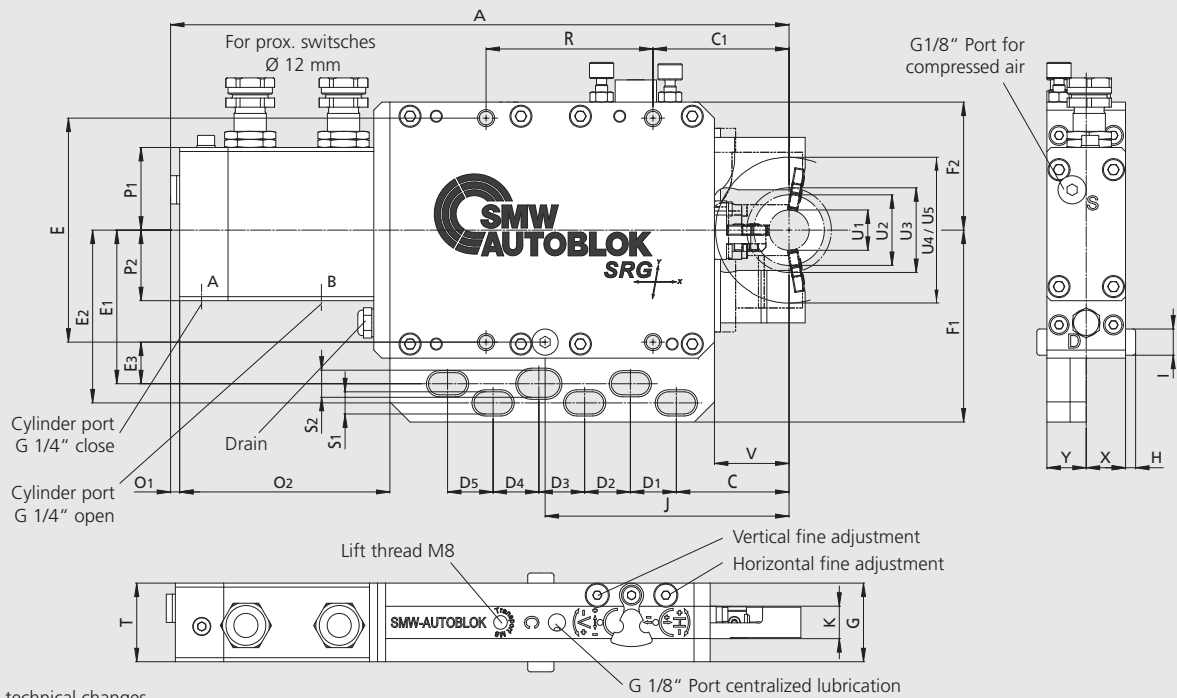 A
For prox. switsches
Ø 12 mm
R
C1
G1/8“ Port for
compressed air
E
P1
P2
E1
E2
E3
F2
F1
U1
U2
U3
U4 / U5
SMW
AUTOBLOK
SRG
Y
x
A
B
S
D
I
S2
S1
Cylinder port
G 1/4“ close
Drain
Cylinder port
G 1/4“ open
O1
O2
D5
D4
D3
D2
D1
C
V
J
Y
X
H
Lift thread M8
Vertical fine adjustment
Horizontal fine adjustment
T
SMW-AUTOBLOK
Transport
M8
C
V
H
K
G
G 1/8“ Port centralized lubrication
technical changes